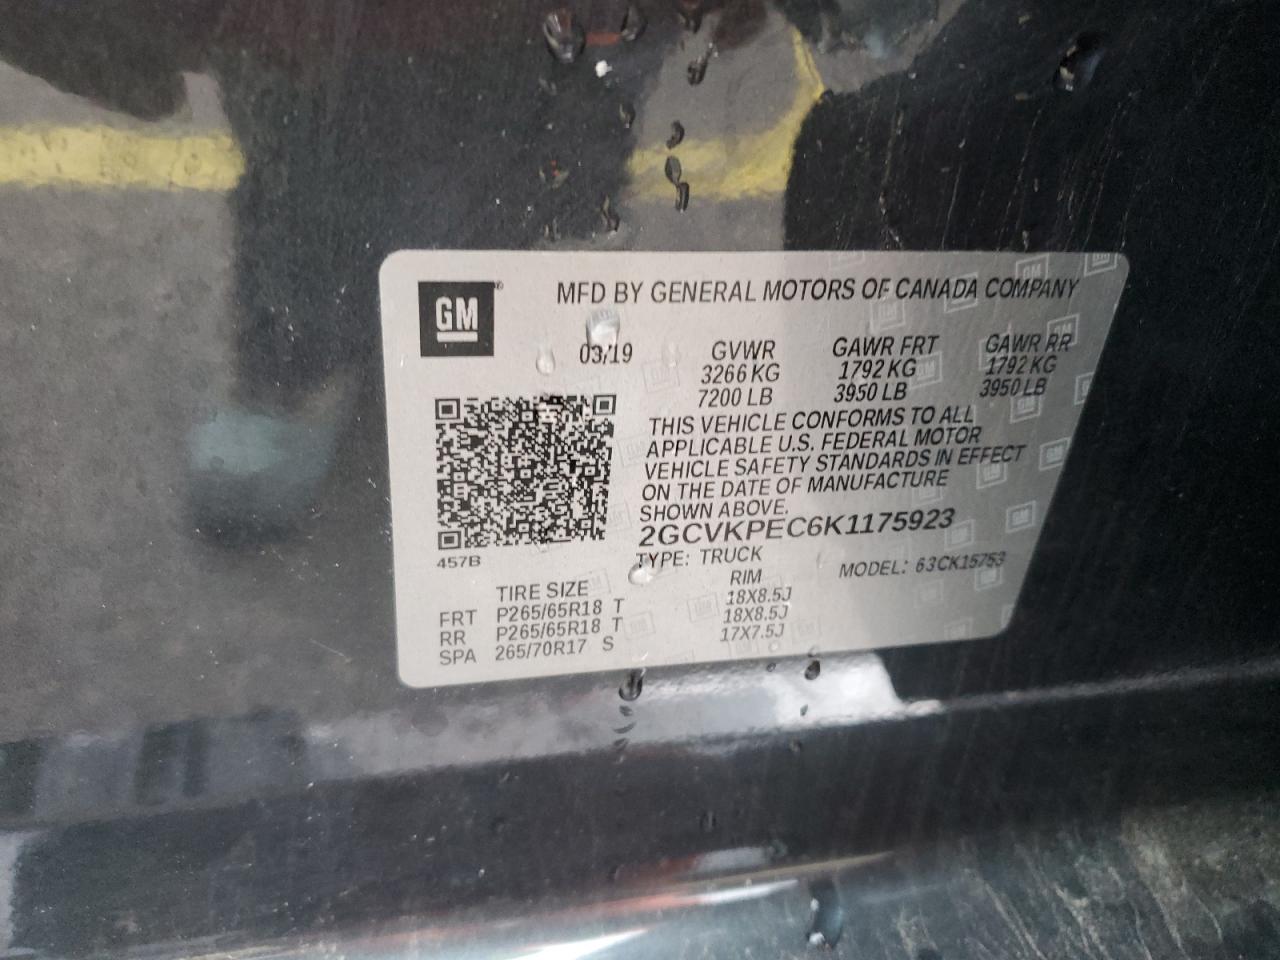 GM®
MFD BY GENERAL MOTORS OF CANADA COMPANY
03/19 GVWR GAWR FRT GAWR RR
3266 KG 1792 KG 1792 KG
7200 LB 3950 LB 3950 LB
THIS VEHICLE CONFORMS TO ALL
APPLICABLE U.S. FEDERAL MOTOR
VEHICLE SAFETY STANDARDS IN EFFECT
ON THE DATE OF MANUFACTURE
SHOWN ABOVE.
2GCVKPEC6K1175923
457B
TYPE: TRUCK MODEL: 63CK15753
TIRE SIZE RIM
FRT P265/65R18 T 18X8.5J
RR P265/65R18 T 18X8.5J
SPA 265/70R17 S 17X7.5J